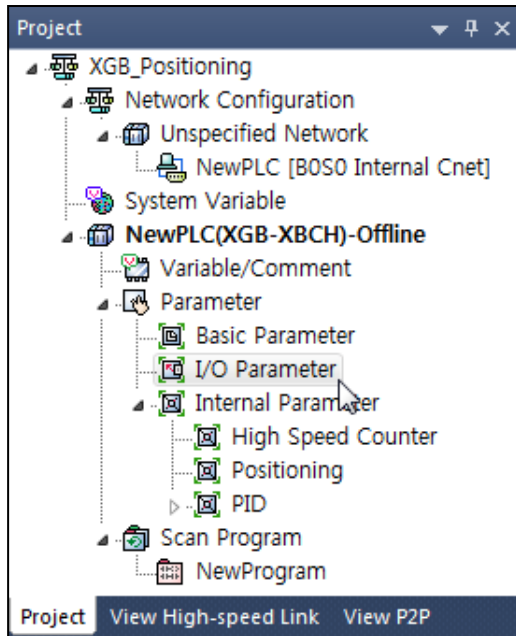 Project
XGB_Positioning
Network Configuration
Unspecified Network
NewPLC [B0S0 Internal Cnet]
System Variable
NewPLC(XGB-XBCH)-Offline
Variable/Comment
Parameter
Basic Parameter
I/O Parameter
Internal Parameter
High Speed Counter
Positioning
PID
Scan Program
NewProgram
Project View High-speed Link View P2P